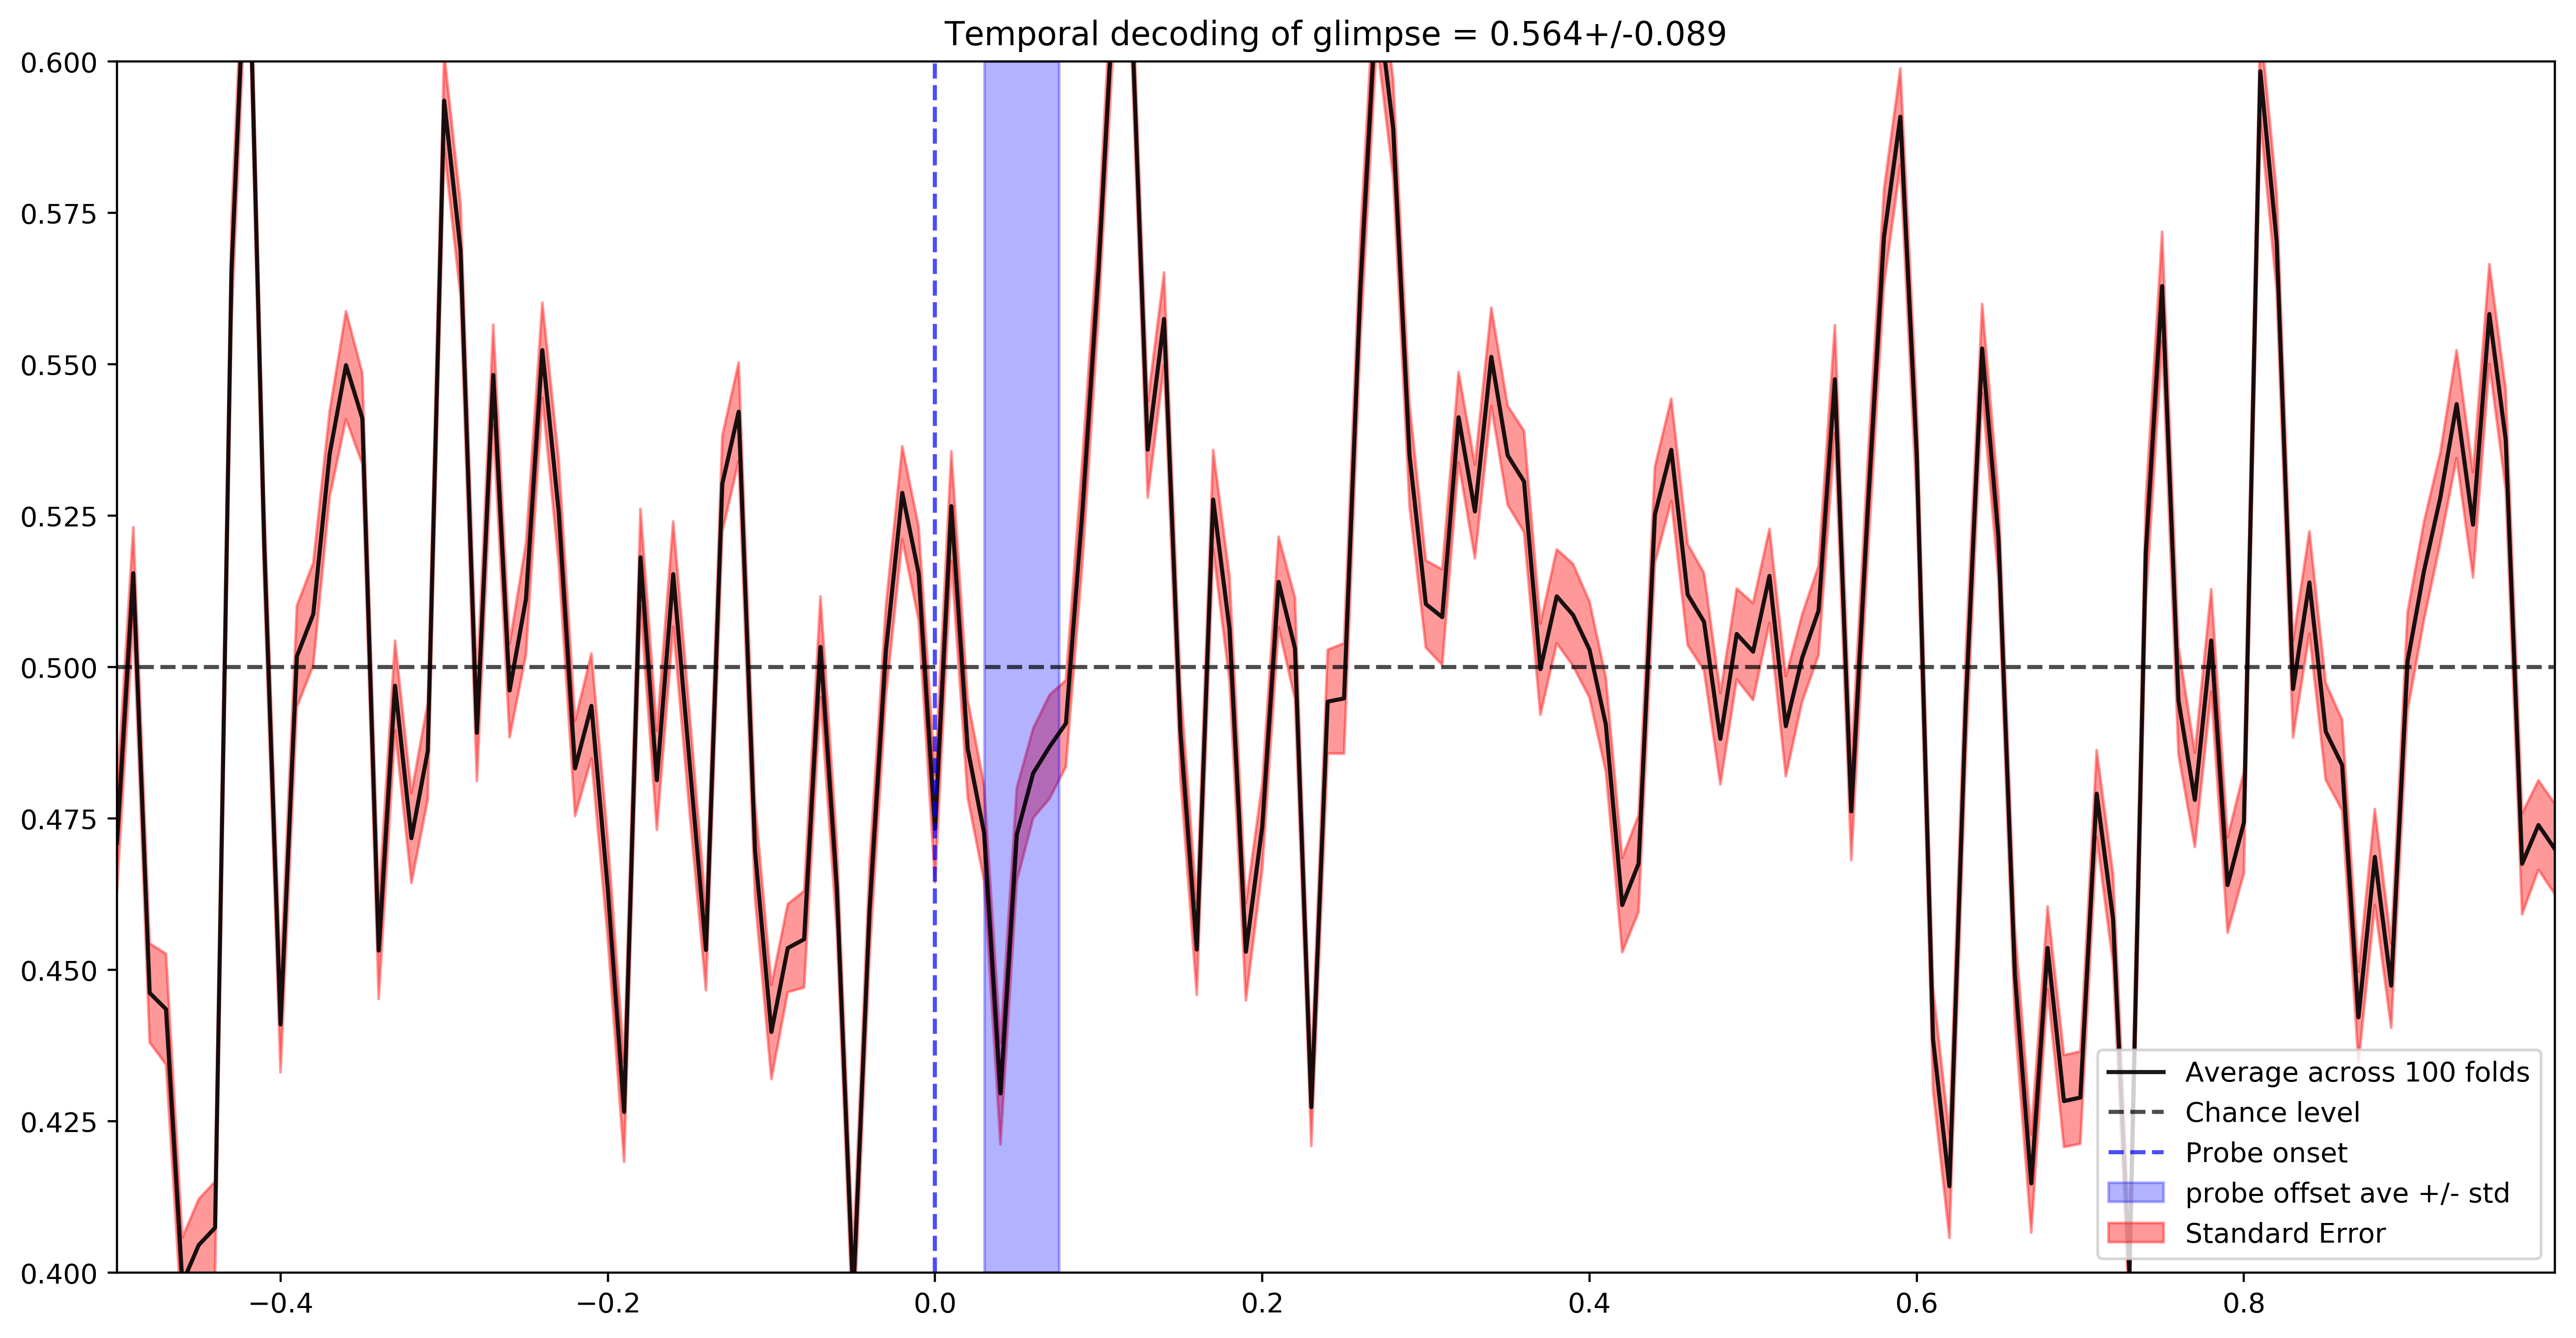 Temporal decoding of glimpse = 0.564+/-0.089
0.600
0.575
0.550
0.525
0.500
0.475
0.450
0.425
0.400
−0.4
−0.2
0.0
0.2
0.4
0.6
0.8
Average across 100 folds
Chance level
Probe onset
probe offset ave +/- std
Standard Error